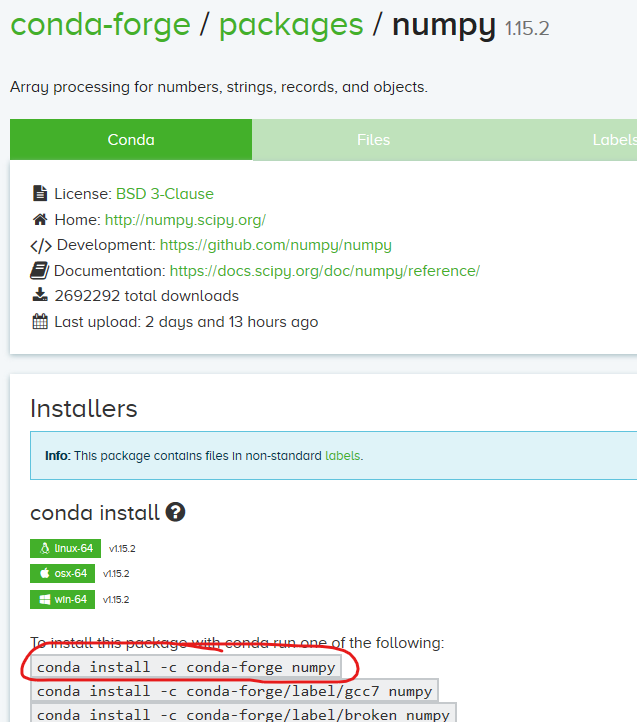 conda-forge / packages / numpy 1.15.2
Array processing for numbers, strings, records, and objects.
Conda Files Labels
License: BSD 3-Clause
Home: http://numpy.scipy.org/
</> Development: https://github.com/numpy/numpy
Documentation: https://docs.scipy.org/doc/numpy/reference/
2692292 total downloads
Last upload: 2 days and 13 hours ago
Installers
Info: This package contains files in non-standard labels.
conda install ?
linux-64 v1.15.2
osx-64 v1.15.2
win-64 v1.15.2
To install this package with conda run one of the following:
conda install -c conda-forge numpy
conda install -c conda-forge/label/gcc7 numpy
conda install -c conda-forge/label/broken numpy